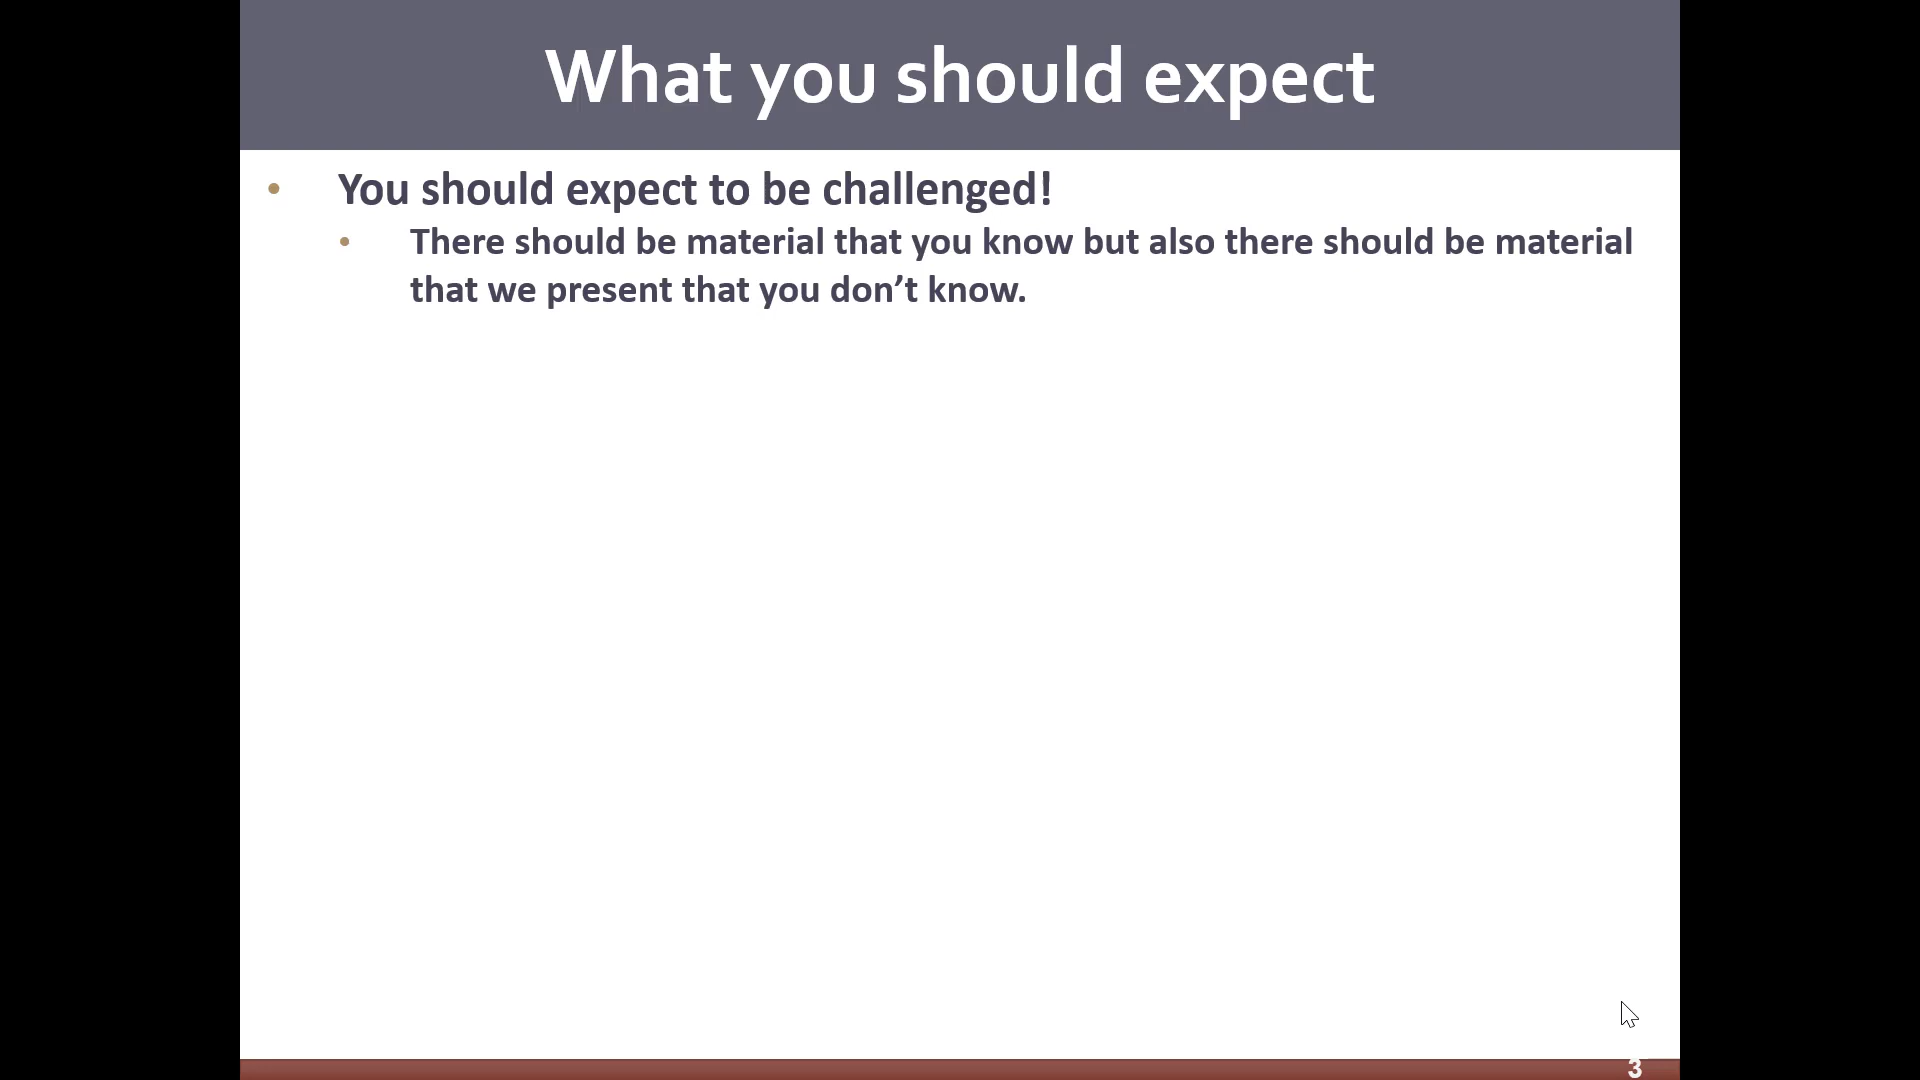 What you should expect
• You should expect to be challenged!
• There should be material that you know but also there should be material
that we present that you don’t know.
3